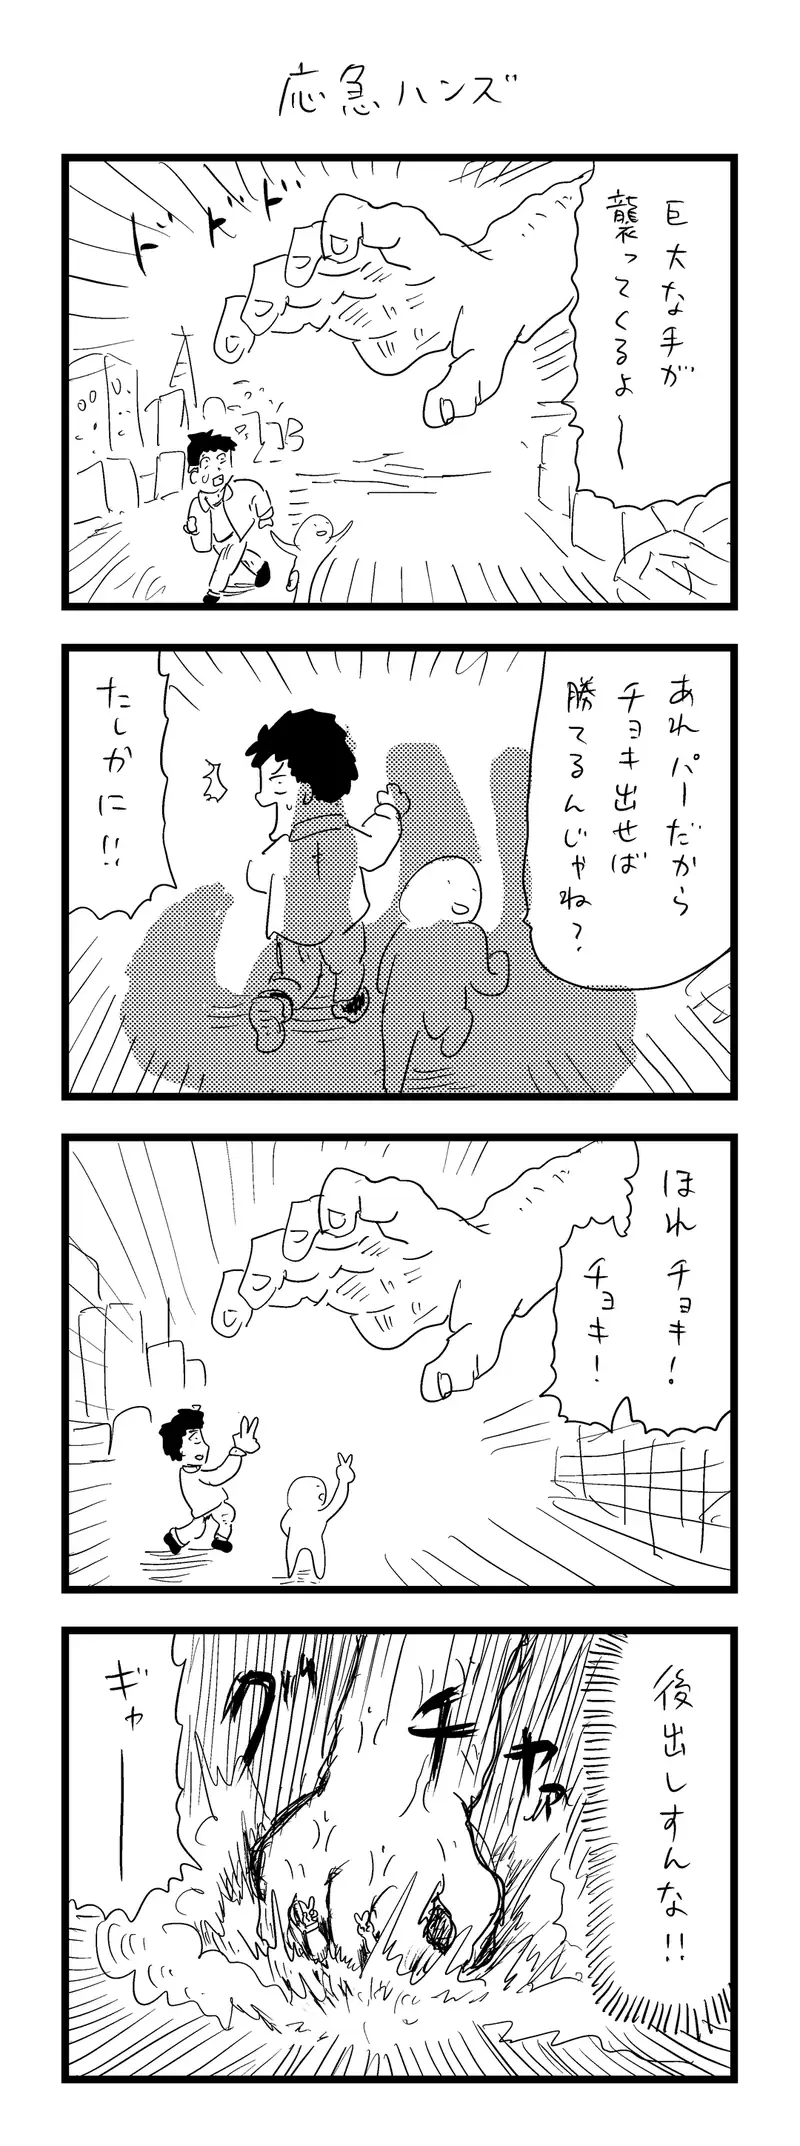 応急ハンズ
巨大な手が
襲ってくるよ〜
ドドド
あれパーだから
チョキ出せば
勝てるんじゃね?
たしかに!!
ほれチョキ!
チョキ!
後出しすんな!!
グッチャァ
ギャー